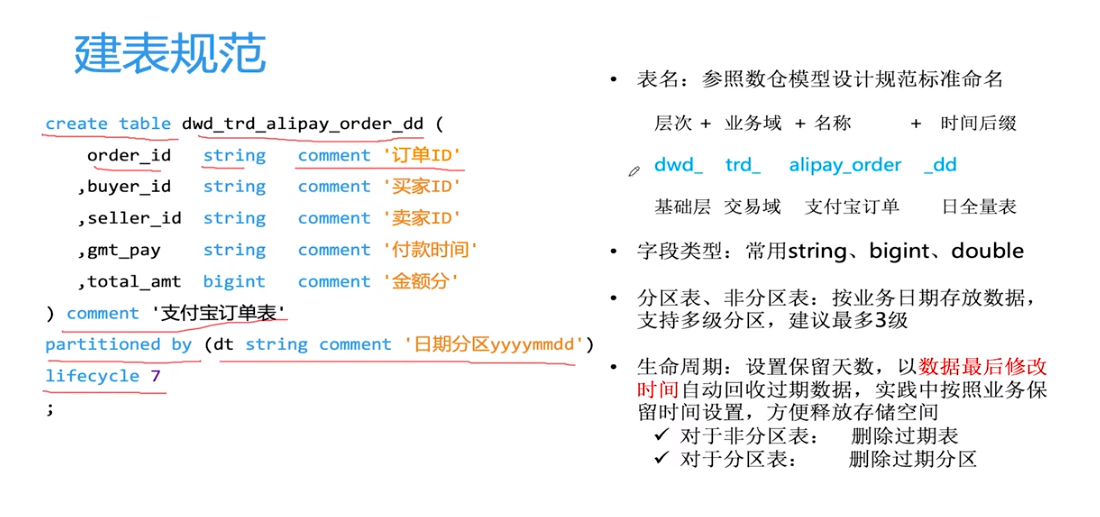 建表规范
create table dwd_trd_alipay_order_dd (
order_id string comment '订单ID'
,buyer_id string comment '买家ID'
,seller_id string comment '卖家ID'
,gmt_pay string comment '付款时间'
,total_amt bigint comment '金额分'
) comment '支付宝订单表'
partitioned by (dt string comment '日期分区yyyymmdd')
lifecycle 7
;
• 表名：参照数仓模型设计规范标准命名
层次 + 业务域 + 名称 + 时间后缀
dwd_ trd_ alipay_order _dd
基础层 交易域 支付宝订单 日全量表
• 字段类型：常用string、bigint、double
• 分区表、非分区表：按业务日期存放数据，
支持多级分区，建议最多3级
• 生命周期：设置保留天数，以数据最后修改
时间自动回收过期数据，实践中按照业务保
留时间设置，方便释放存储空间
✓ 对于非分区表： 删除过期表
✓ 对于分区表： 删除过期分区